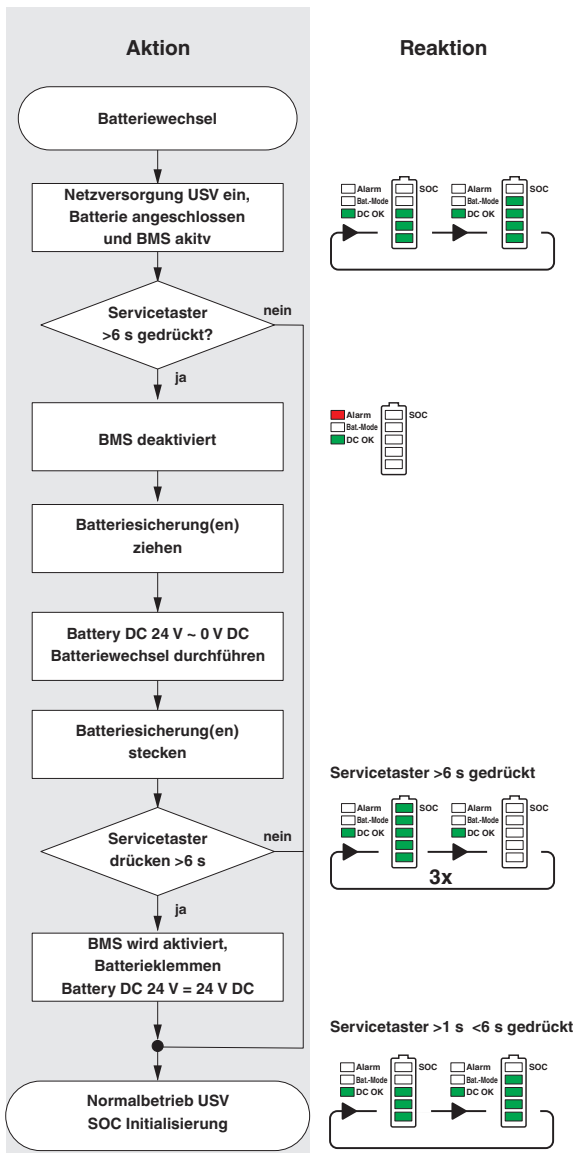 Aktion
Reaktion
Batteriewechsel
Netzversorgung USV ein,
Batterie angeschlossen
und BMS akitv
Alarm
Bat.-Mode
DC OK
SOC
Alarm
Bat.-Mode
DC OK
SOC
Servicetaster
>6 s gedrückt?
nein
ja
BMS deaktiviert
Alarm
Bat.-Mode
DC OK
SOC
Batteriesicherung(en)
ziehen
Battery DC 24 V ~ 0 V DC
Batteriewechsel durchführen
Batteriesicherung(en)
stecken
Servicetaster >6 s gedrückt
Alarm
Bat.-Mode
DC OK
SOC
Alarm
Bat.-Mode
DC OK
SOC
3x
Servicetaster
drücken >6 s
nein
ja
BMS wird aktiviert,
Batterieklemmen
Battery DC 24 V = 24 V DC
Servicetaster >1 s <6 s gedrückt
Alarm
Bat.-Mode
DC OK
SOC
Alarm
Bat.-Mode
DC OK
SOC
Normalbetrieb USV
SOC Initialisierung